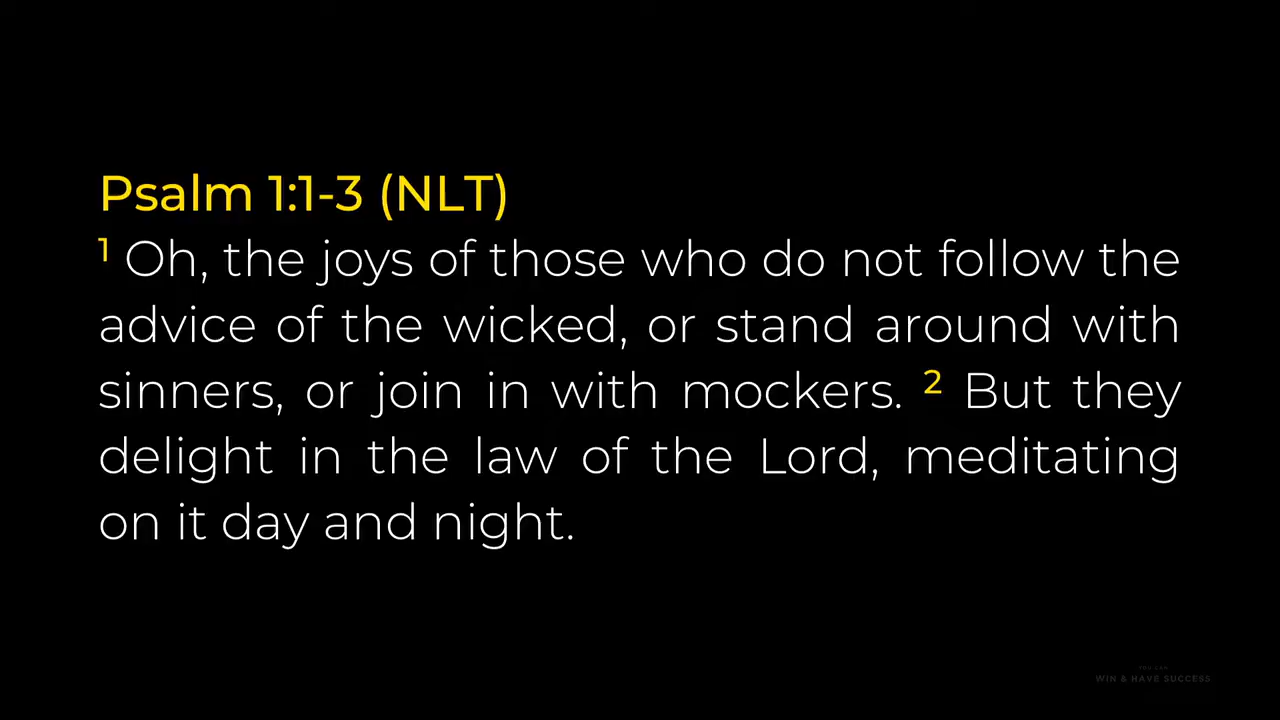 Psalm 1:1-3 (NLT)
1 Oh, the joys of those who do not follow the
advice of the wicked, or stand around with
sinners, or join in with mockers. 2 But they
delight in the law of the Lord, meditating
on it day and night.
WIN & HAVE SUCCESS